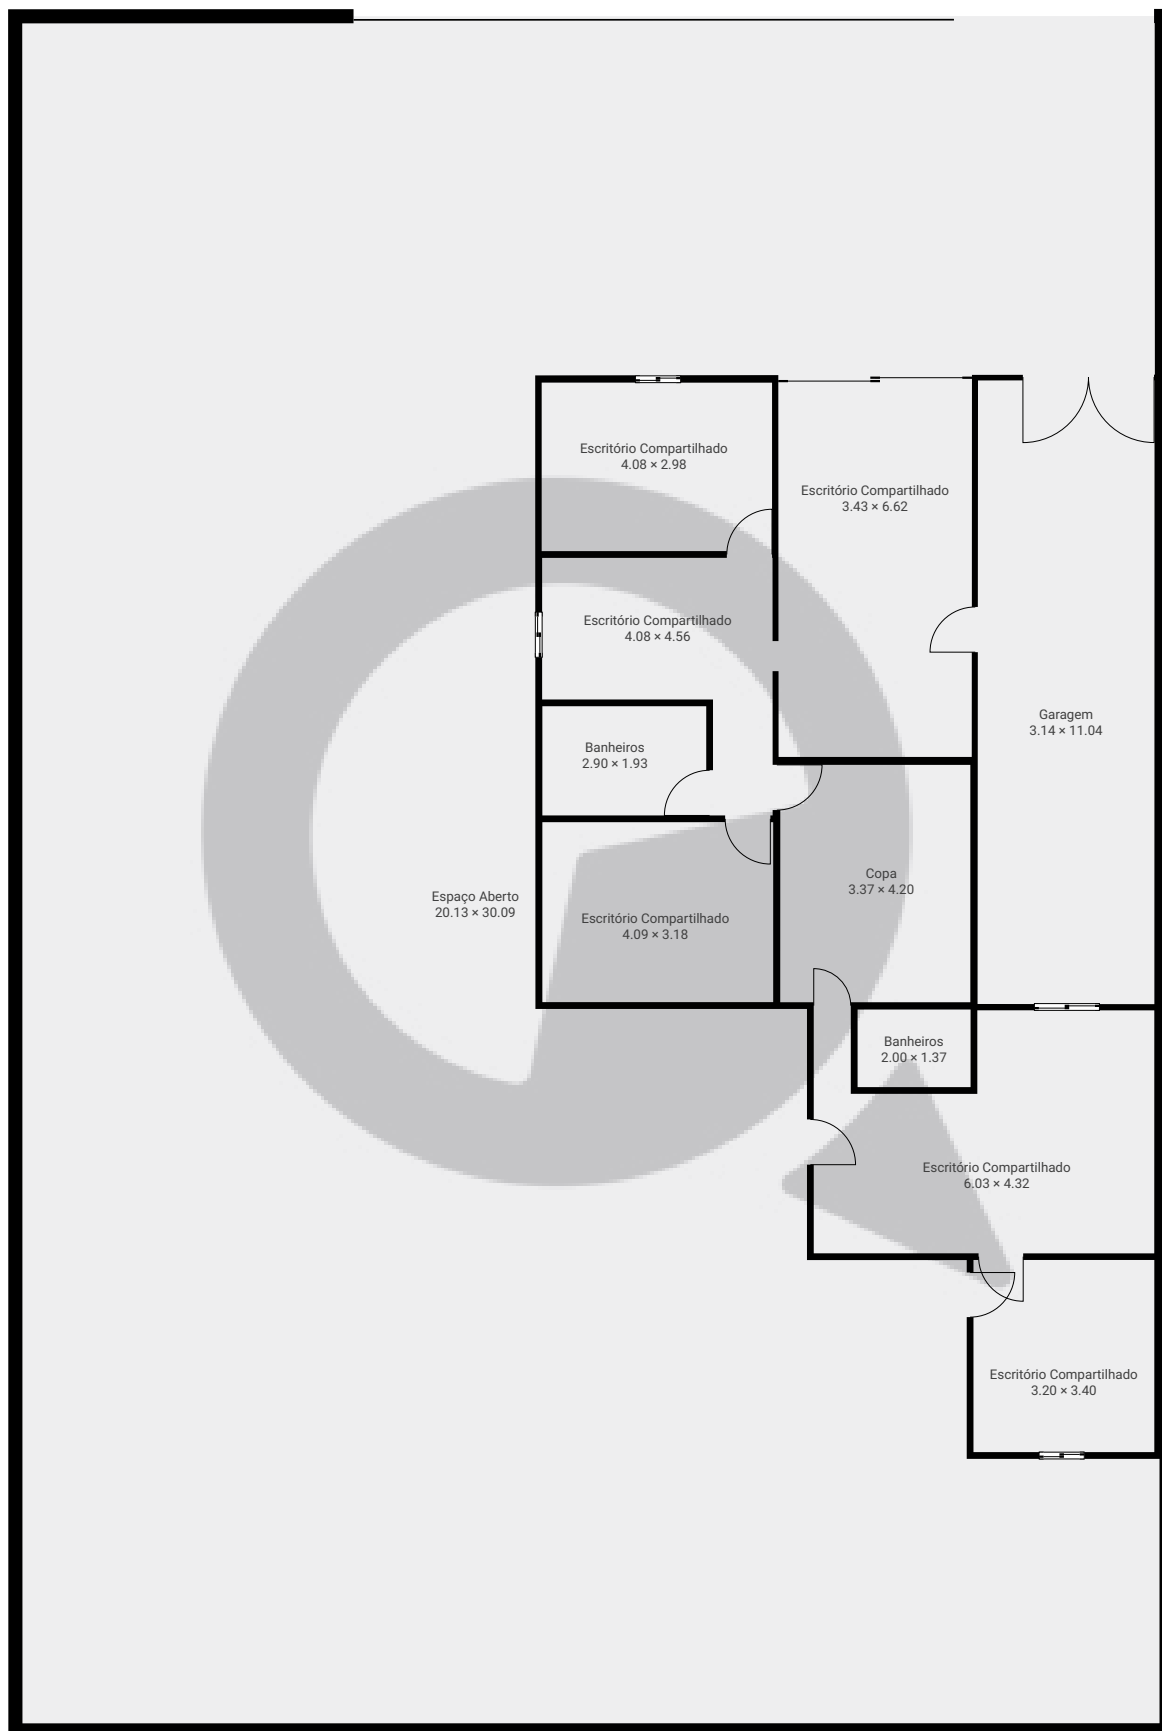 Escritório Compartilhado
4.08 × 2.98
Escritório Compartilhado
3.43 × 6.62
Escritório Compartilhado
4.08 × 4.56
Garagem
3.14 × 11.04
Banheiros
2.90 × 1.93
Copa
3.37 × 4.20
Espaço Aberto
20.13 × 30.09
Escritório Compartilhado
4.09 × 3.18
Banheiros
2.00 × 1.37
Escritório Compartilhado
6.03 × 4.32
Escritório Compartilhado
3.20 × 3.40